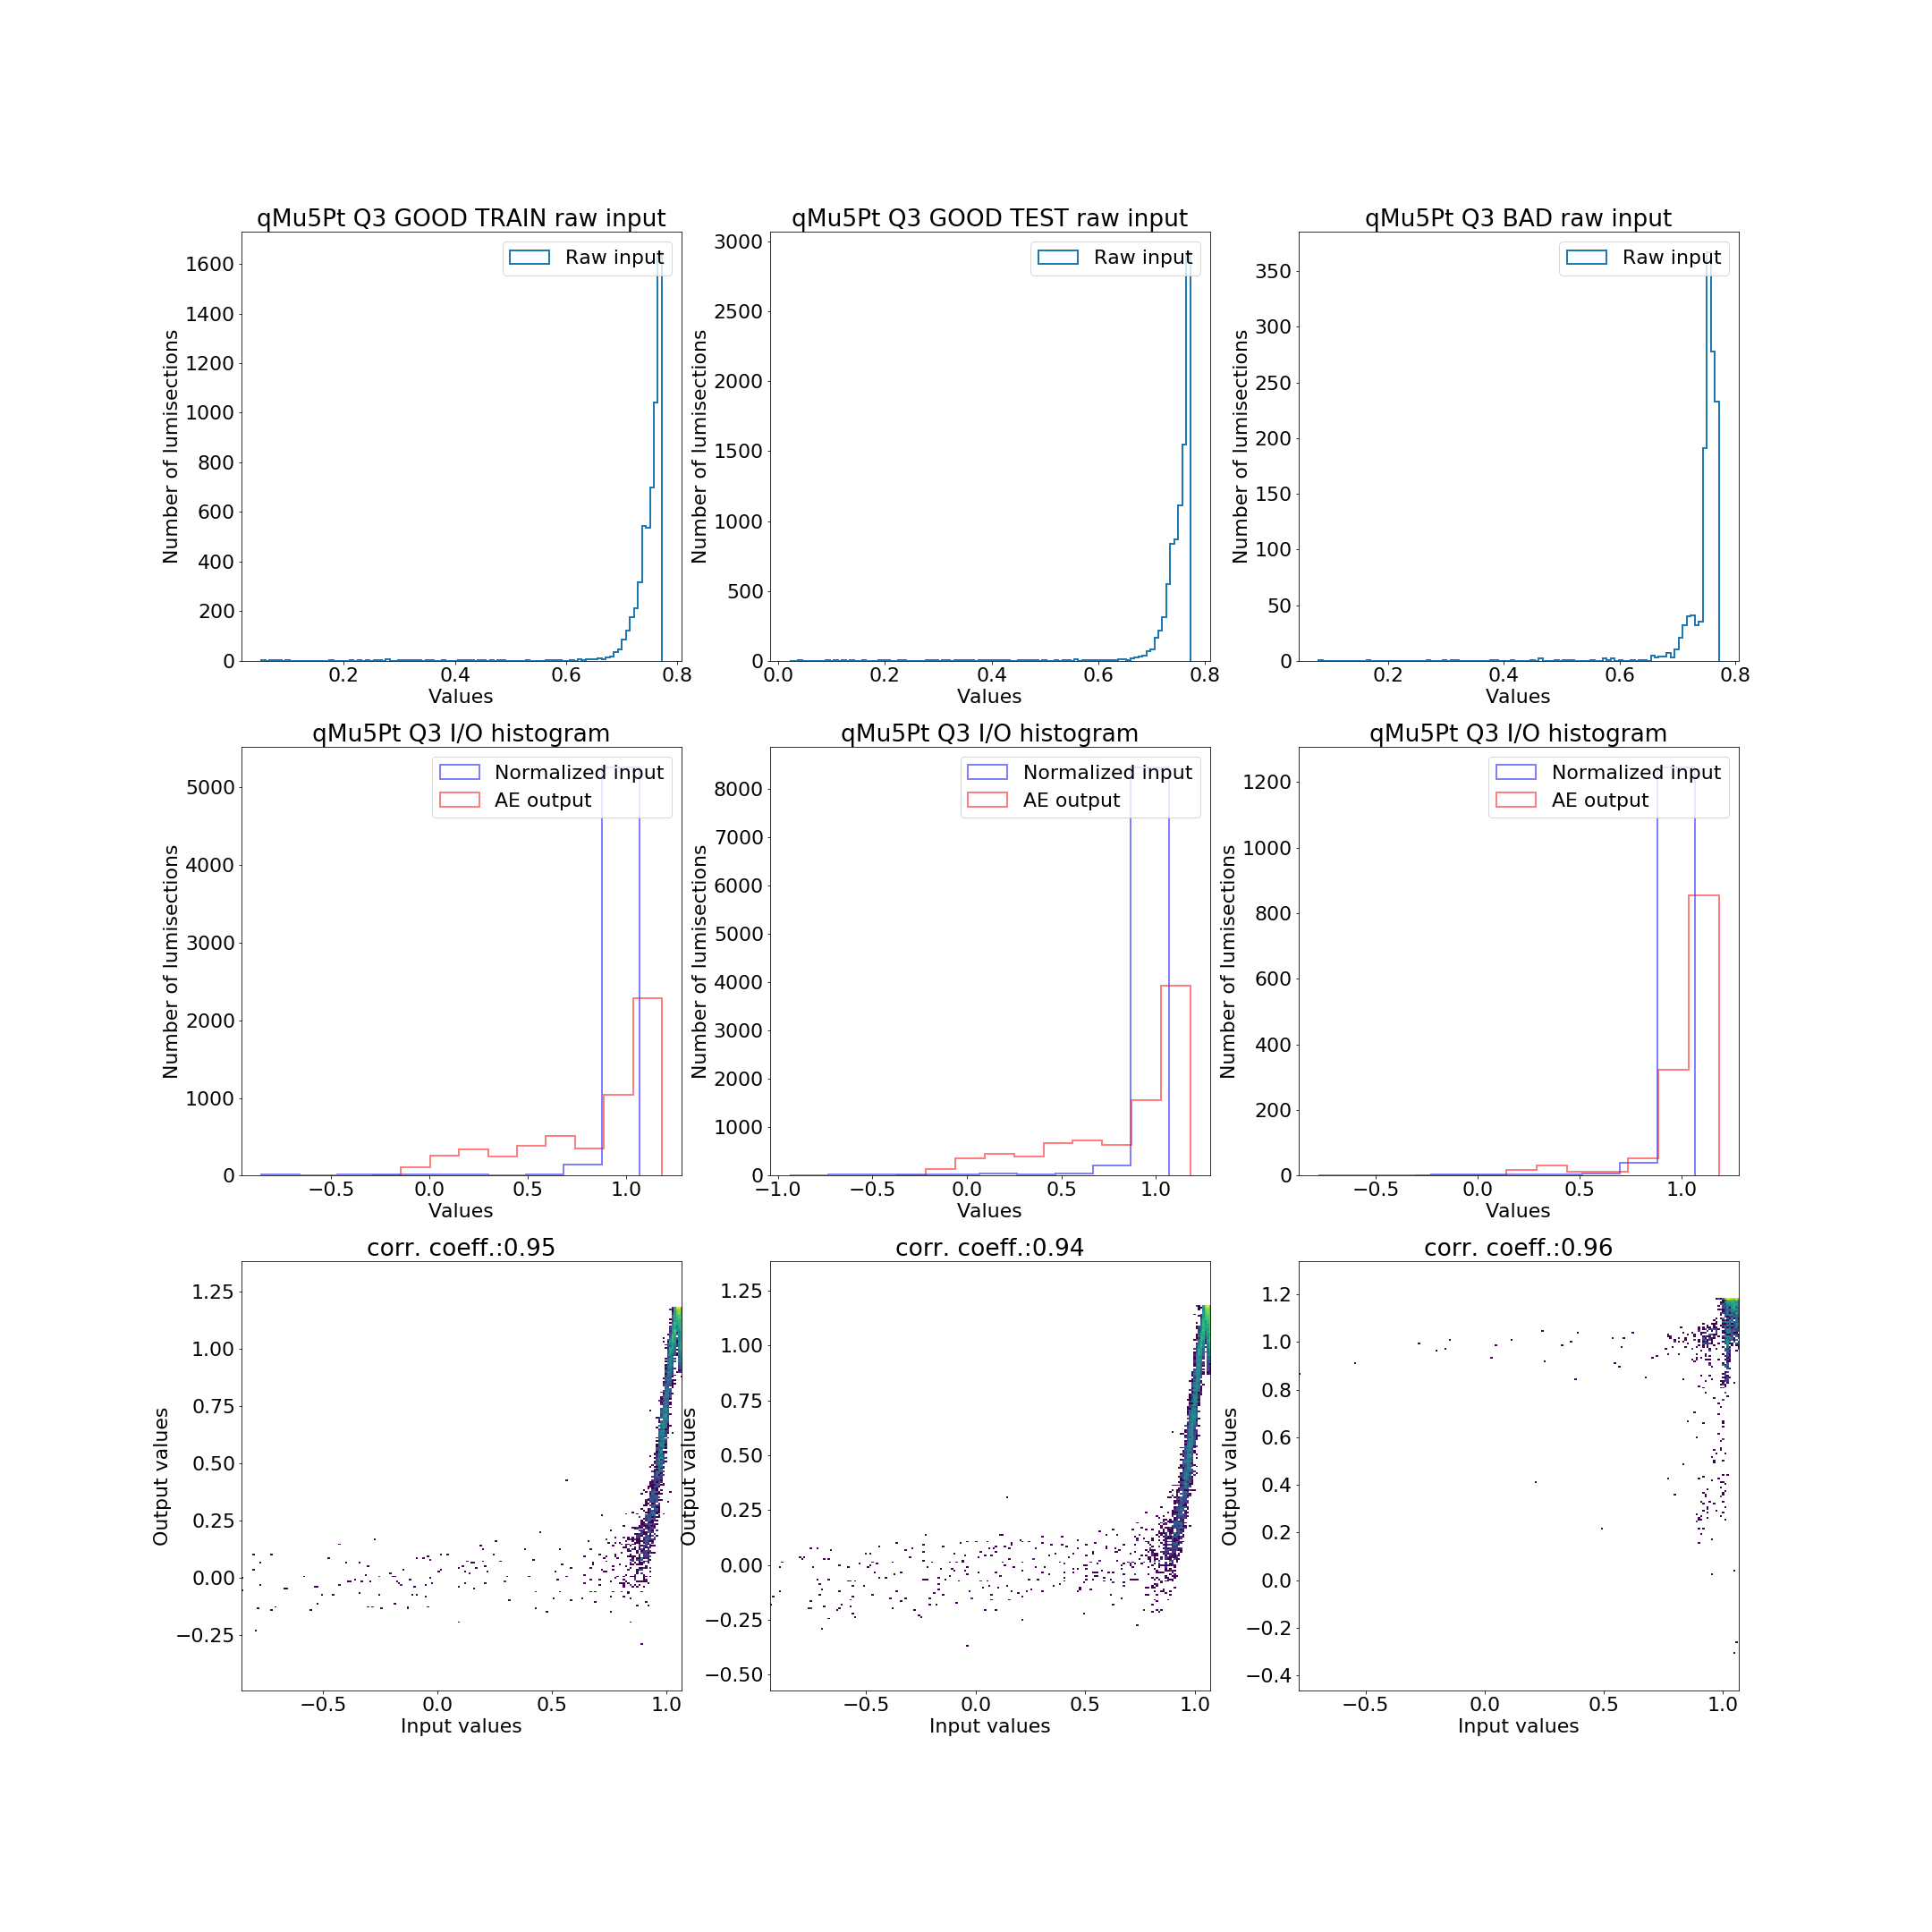 qMu5Pt Q3 GOOD TRAIN raw input
Raw input
1600
1400
1200
1000
800
600
400
200
0
Number of lumisections
0.2 0.4 0.6 0.8
Values
qMu5Pt Q3 GOOD TEST raw input
Raw input
3000
2500
2000
1500
1000
500
0
Number of lumisections
0.0 0.2 0.4 0.6 0.8
Values
qMu5Pt Q3 BAD raw input
Raw input
350
300
250
200
150
100
50
0
Number of lumisections
0.2 0.4 0.6 0.8
Values
qMu5Pt Q3 I/O histogram
Normalized input
AE output
5000
4000
3000
2000
1000
0
Number of lumisections
−0.5 0.0 0.5 1.0
Values
qMu5Pt Q3 I/O histogram
Normalized input
AE output
8000
7000
6000
5000
4000
3000
2000
1000
0
Number of lumisections
−1.0 −0.5 0.0 0.5 1.0
Values
qMu5Pt Q3 I/O histogram
Normalized input
AE output
1200
1000
800
600
400
200
0
Number of lumisections
−0.5 0.0 0.5 1.0
Values
corr. coeff.:0.95
1.25
1.00
0.75
0.50
0.25
0.00
−0.25
Output values
−0.5 0.0 0.5 1.0
Input values
corr. coeff.:0.94
1.25
1.00
0.75
0.50
0.25
0.00
−0.25
−0.50
Output values
−0.5 0.0 0.5 1.0
Input values
corr. coeff.:0.96
1.2
1.0
0.8
0.6
0.4
0.2
0.0
−0.2
−0.4
Output values
−0.5 0.0 0.5 1.0
Input values